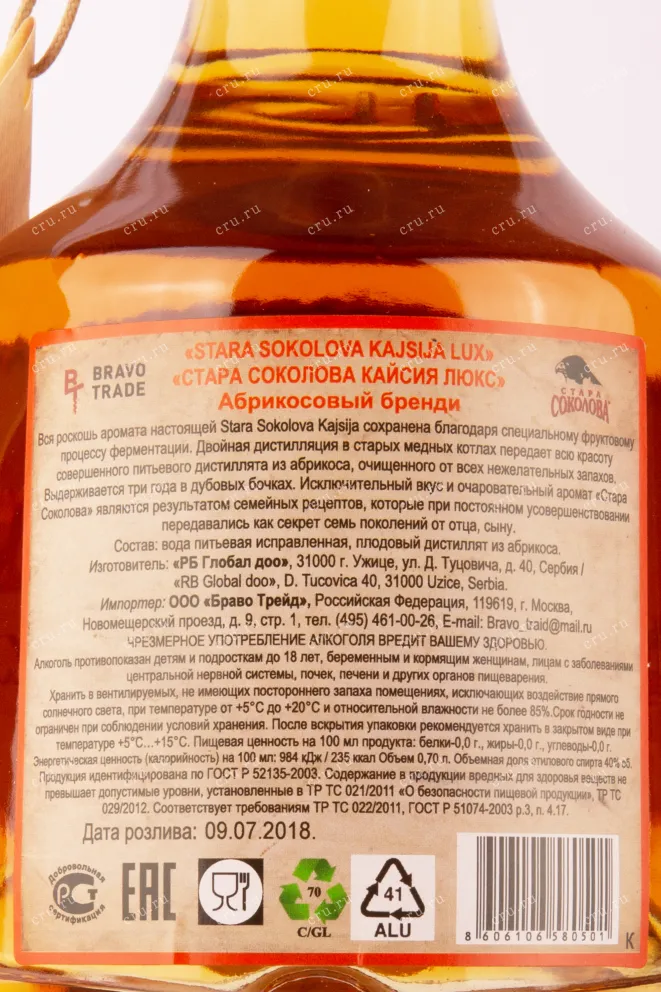 «STARA SOKOLOVA KAJSIJA LUX»
BRAVO TRADE
«СТАРА СОКОЛОВА КАЙСИЯ ЛЮКС»
СТАРА СОКОЛОВА
Абрикосовый бренди
Вся роскошь аромата настоящей Stara Sokolova Kajsija сохранена благодаря специальному фруктовому
процессу ферментации. Двойная дистилляция в старых медных котлах передает всю красоту
совершенного питьевого дистиллята из абрикоса, очищенного от всех нежелательных запахов.
Выдерживается три года в дубовых бочках. Исключительный вкус и очаровательный аромат «Стара
Соколова» являются результатом семейных рецептов, которые при постоянном усовершенствовании
передавались как секрет семь поколений от отца, сыну.
Состав: вода питьевая исправленная, плодовый дистиллят из абрикоса.
Изготовитель: «РБ Глобал доо», 31000 г. Ужице, ул. Д. Туцовича, д. 40, Сербия /
«RB Global doo», D. Tucovica 40, 31000 Uzice, Serbia.
Импортер: ООО «Браво Трейд», Российская Федерация, 119619, г. Москва,
Новомещерский проезд, д. 9, стр. 1, тел. (495) 461-00-26, E-mail: Bravo_traid@mail.ru
ЧРЕЗМЕРНОЕ УПОТРЕБЛЕНИЕ АЛКОГОЛЯ ВРЕДИТ ВАШЕМУ ЗДОРОВЬЮ.
Алкоголь противопоказан детям и подросткам до 18 лет, беременным и кормящим женщинам, лицам с заболеваниями
центральной нервной системы, почек, печени и других органов пищеварения.
Хранить в вентилируемых, не имеющих постороннего запаха помещениях, исключающих воздействие прямого
солнечного света, при температуре от +5°С до +20°С и относительной влажности не более 85%. Срок годности не
ограничен при соблюдении условий хранения. После вскрытия упаковки рекомендуется хранить в закрытом виде при
температуре +5°С...+15°С. Пищевая ценность на 100 мл продукта: белки-0,0 г., жиры-0,0 г., углеводы-0,0 г.
Энергетическая ценность (калорийность) на 100 мл: 984 кДж / 235 ккал Объем 0,70 л. Объемная доля этилового спирта 40% об.
Продукция идентифицирована по ГОСТ Р 52135-2003. Содержание в продукции вредных для здоровья веществ не
превышает допустимые уровни, установленные в ТР ТС 021/2011 «О безопасности пищевой продукты», ТР ТС
029/2012. Соответствует требованиям ТР ТС 022/2011, ГОСТ Р 51074-2003 р.3, п. 4.17.
Дата розлива: 09.07.2018.
Добровольная сертификация
ЕАС
70
C/GL
41
ALU
8 606106 580501
К
cru.ru